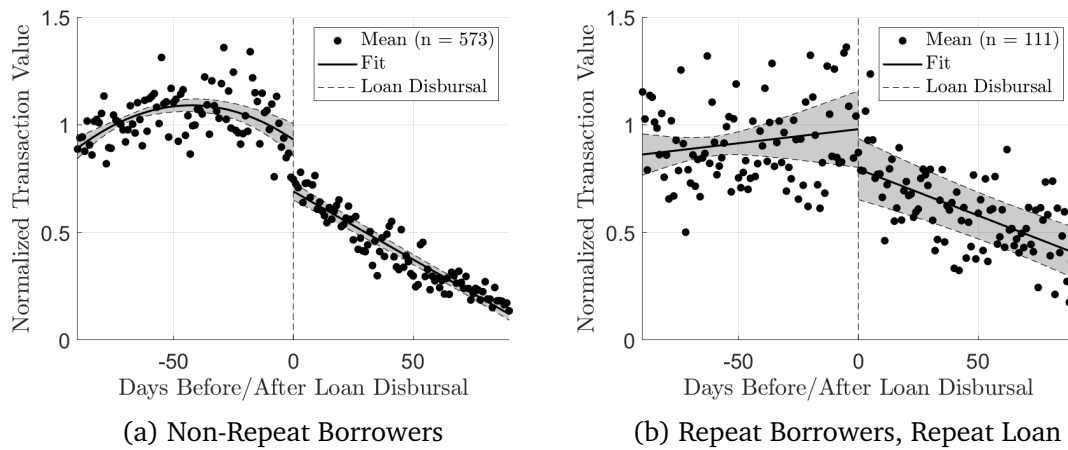 1.5
1
0.5
0
Normalized Transaction Value
-50
0
50
Days Before/After Loan Disbursal
Mean (n = 573)
Fit
Loan Disbursal
(a) Non-Repeat Borrowers
1.5
1
0.5
0
Normalized Transaction Value
-50
0
50
Days Before/After Loan Disbursal
Mean (n = 111)
Fit
Loan Disbursal
(b) Repeat Borrowers, Repeat Loan